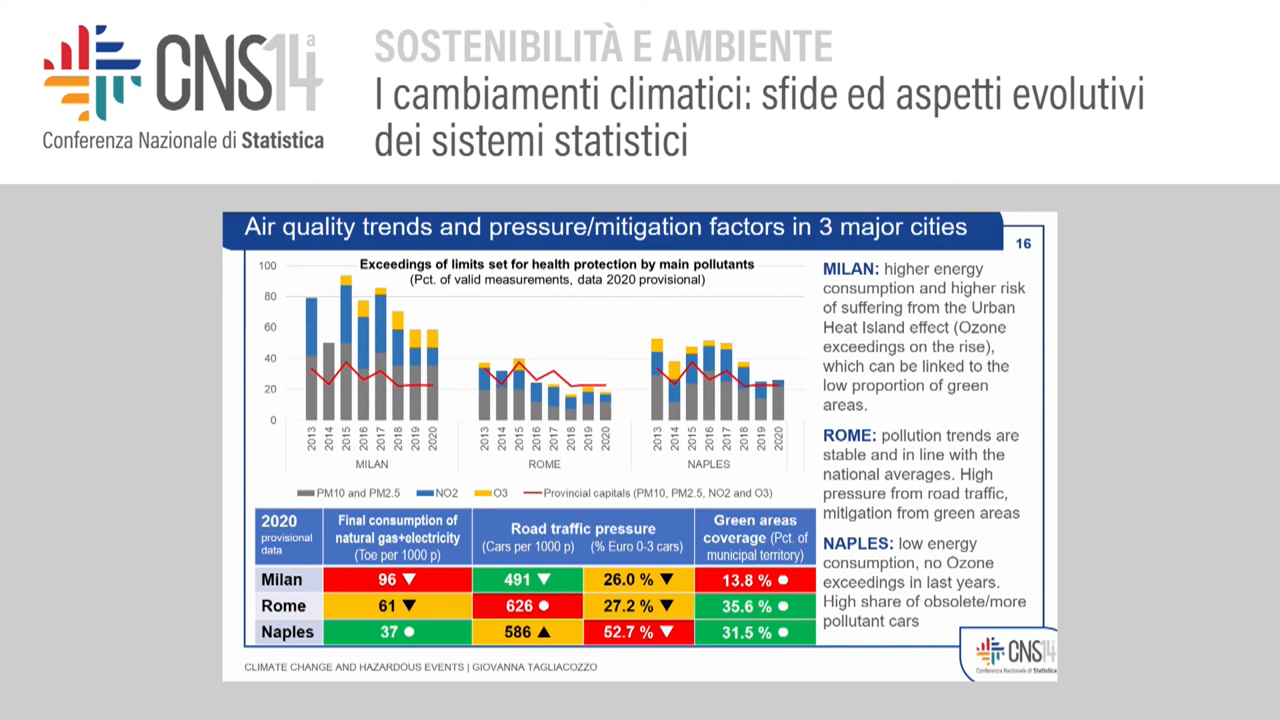 CNS14a
Conferenza Nazionale di Statistica
SOSTENIBILITÀ E AMBIENTE
I cambiamenti climatici: sfide ed aspetti evolutivi
dei sistemi statistici
Air quality trends and pressure/mitigation factors in 3 major cities
16
Exceedings of limits set for health protection by main pollutants
(Pct. of valid measurements, data 2020 provisional)
100
80
60
40
20
0
2013 2014 2015 2016 2017 2018 2019 2020
2013 2014 2015 2016 2017 2018 2019 2020
2013 2014 2015 2016 2017 2018 2019 2020
MILAN ROME NAPLES
PM10 and PM2.5 NO2 O3 Provincial capitals (PM10, PM2.5, NO2 and O3)
2020
provisional
data
Final consumption of
natural gas+electricity
(Toe per 1000 p)
Road traffic pressure
(Cars per 1000 p) (% Euro 0-3 cars)
Green areas
coverage (Pct. of
municipal territory)
Milan 96 ▼ 491 ▼ 26.0 % ▼ 13.8 % ●
Rome 61 ▼ 626 ● 27.2 % ▼ 35.6 % ●
Naples 37 ● 586 ▲ 52.7 % ▼ 31.5 % ●
MILAN: higher energy
consumption and higher risk
of suffering from the Urban
Heat Island effect (Ozone
exceedings on the rise),
which can be linked to the
low proportion of green
areas.
ROME: pollution trends are
stable and in line with the
national averages. High
pressure from road traffic,
mitigation from green areas
NAPLES: low energy
consumption, no Ozone
exceedings in last years.
High share of obsolete/more
pollutant cars
CLIMATE CHANGE AND HAZARDOUS EVENTS | GIOVANNA TAGLIACOZZO
CNS14
Conferenza Nazionale di Statistica